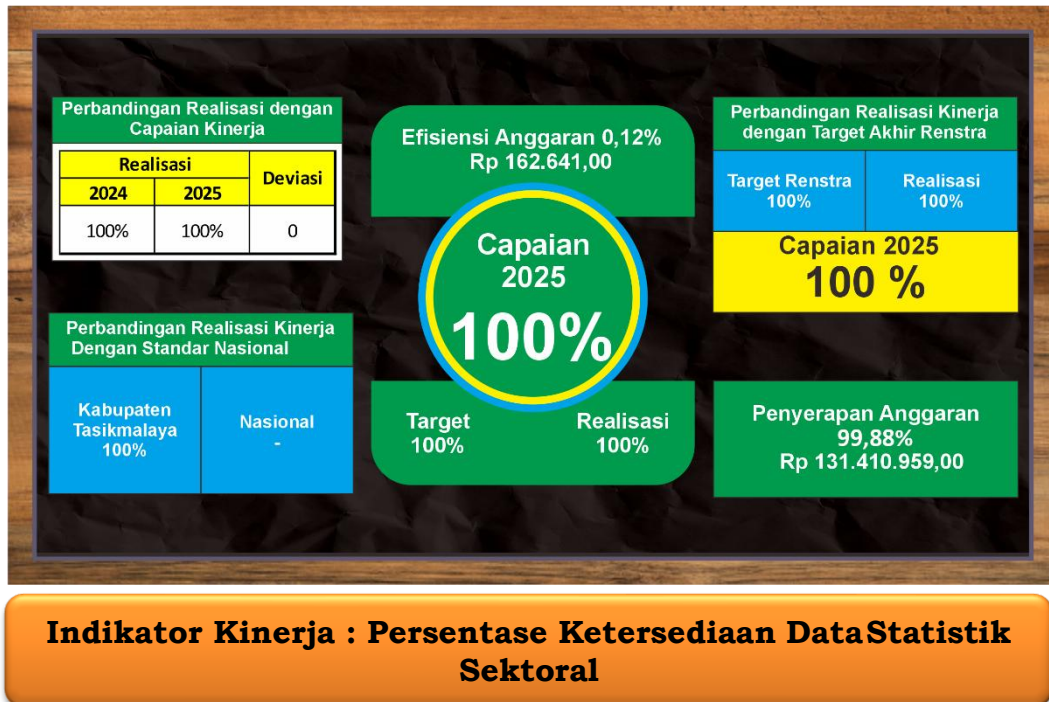 Perbandingan Realisasi dengan
Capaian Kinerja
Realisasi
Deviasi
2024 2025
100% 100% 0
Perbandingan Realisasi Kinerja
Dengan Standar Nasional
Kabupaten
Tasikmalaya
100%
Nasional
-
Efisiensi Anggaran 0,12%
Rp 162.641,00
Capaian
2025
100%
Target
100%
Realisasi
100%
Perbandingan Realisasi Kinerja
dengan Target Akhir Renstra
Target Renstra
100%
Realisasi
100%
Capaian 2025
100 %
Penyerapan Anggaran
99,88%
Rp 131.410.959,00
Indikator Kinerja : Persentase Ketersediaan DataStatistik
Sektoral